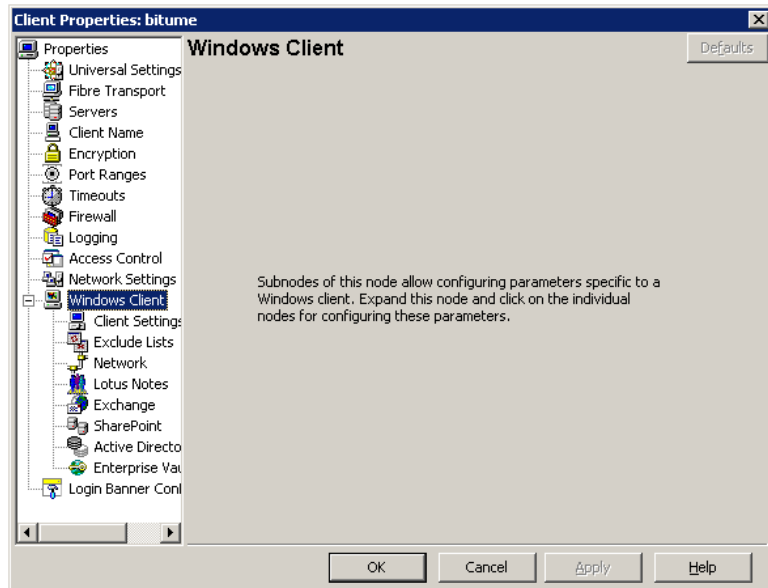 Client Properties: bitume
Properties
Universal Settings
Fibre Transport
Servers
Client Name
Encryption
Port Ranges
Timeouts
Firewall
Logging
Access Control
Network Settings
Windows Client
Client Settings
Exclude Lists
Network
Lotus Notes
Exchange
SharePoint
Active Directo
Enterprise Vau
Login Banner Conf
Windows Client
Defaults
Subnodes of this node allow configuring parameters specific to a
Windows client. Expand this node and click on the individual
nodes for configuring these parameters.
OK Cancel Apply Help